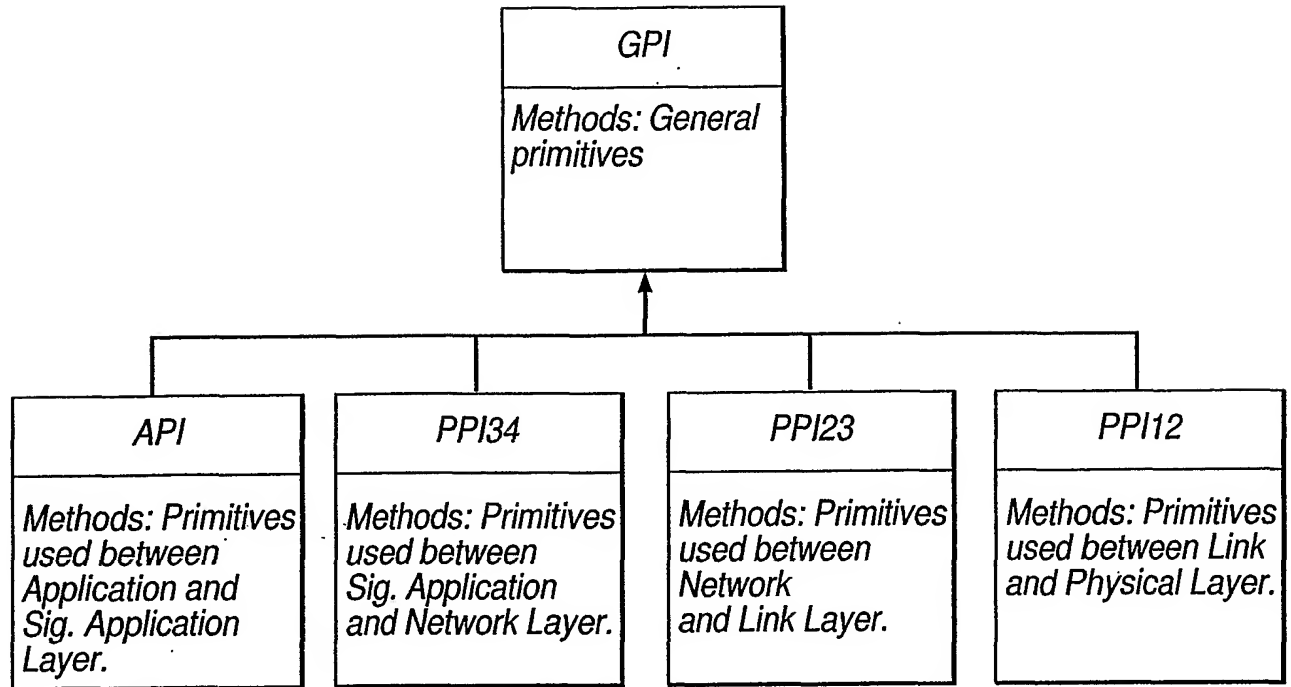 GPI
Methods: General
primitives
API
Methods: Primitives
used between
Application and
Sig. Application
Layer.
PPI34
Methods: Primitives
used between
Sig. Application
and Network Layer.
PPI23
Methods: Primitives
used between
Network
and Link Layer.
PPI12
Methods: Primitives
used between Link
and Physical Layer.